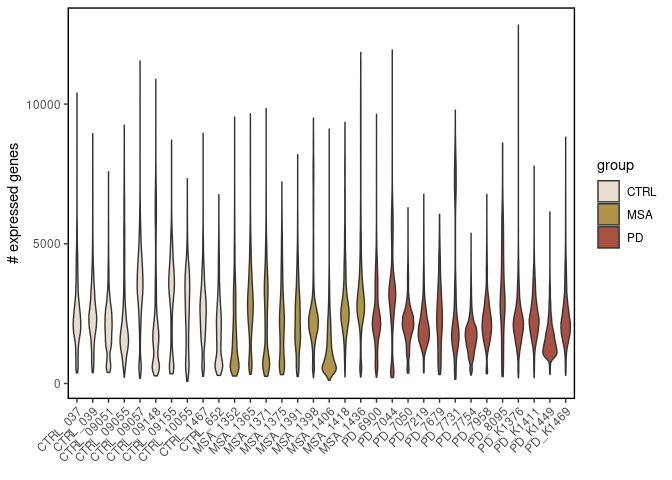 10000
5000
0
# expressed genes
CTRL_037
CTRL_039
CTRL_09051
CTRL_09055
CTRL_09057
CTRL_09148
CTRL_09155
CTRL_10055
CTRL_1467
CTRL_652
MSA_1352
MSA_1365
MSA_1371
MSA_1375
MSA_1391
MSA_1398
MSA_1406
MSA_1418
MSA_1436
PD_6900
PD_7044
PD_7050
PD_7219
PD_7679
PD_7731
PD_7754
PD_7958
PD_8095
PD_K1376
PD_K1411
PD_K1449
PD_K1469
group
CTRL
MSA
PD